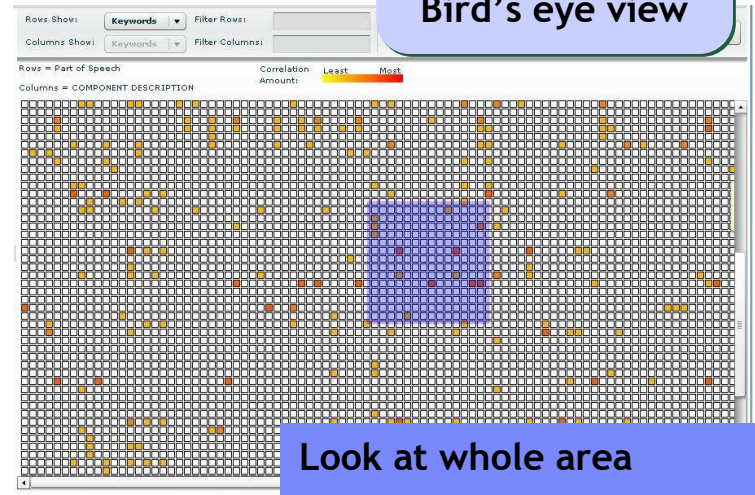 Bird's eye view
Rows Show: Keywords Filter Rows:
Columns Show: Keywords Filter Columns:
Rows = Part of Speech
Correlation Amount: Least Most
Columns = COMPONENT DESCRIPTION
Look at whole area